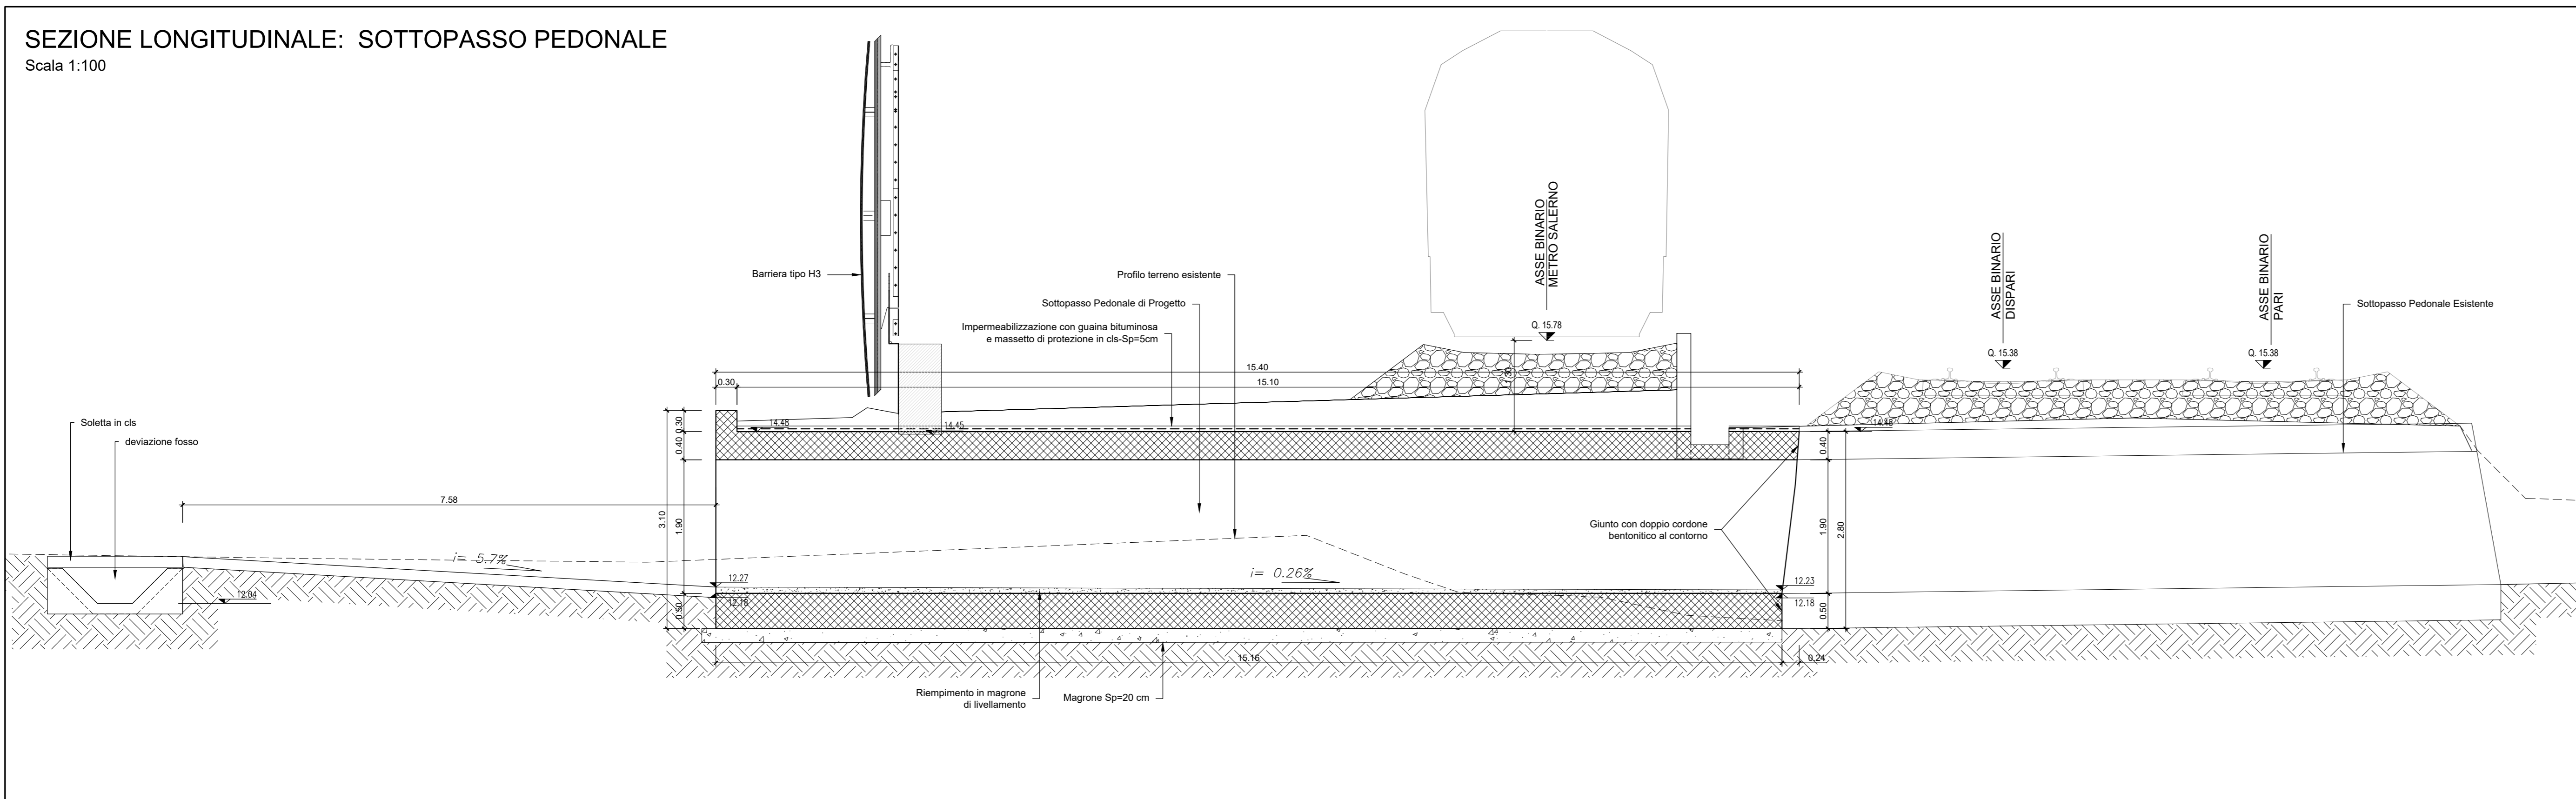 SEZIONE LONGITUDINALE: SOTTOPASSO PEDONALE
Scala 1:100
Barriera tipo H3
Profilo terreno esistente
Sottopasso Pedonale di Progetto
Impermeabilizzazione con guaina bituminosa
e massetto di protezione in cls-Sp=5cm
ASSE BINARIO
METRO SALERNO
Q. 15.78
ASSE BINARIO
DISPARI
Q. 15.38
ASSE BINARIO
PARI
Q. 15.38
Sottopasso Pedonale Esistente
15.40
0.30
15.10
1.30
Soletta in cls
deviazione fosso
0.30
0.40
14.48
14.45
14.48
0.40
7.58
3.10
1.90
1.90
2.80
Giunto con doppio cordone
bentonitico al contorno
i= 5.7%
i= 0.26%
12.04
12.27
12.18
0.50
12.23
12.18
0.50
15.16
0.24
Riempimento in magrone
di livellamento
Magrone Sp=20 cm